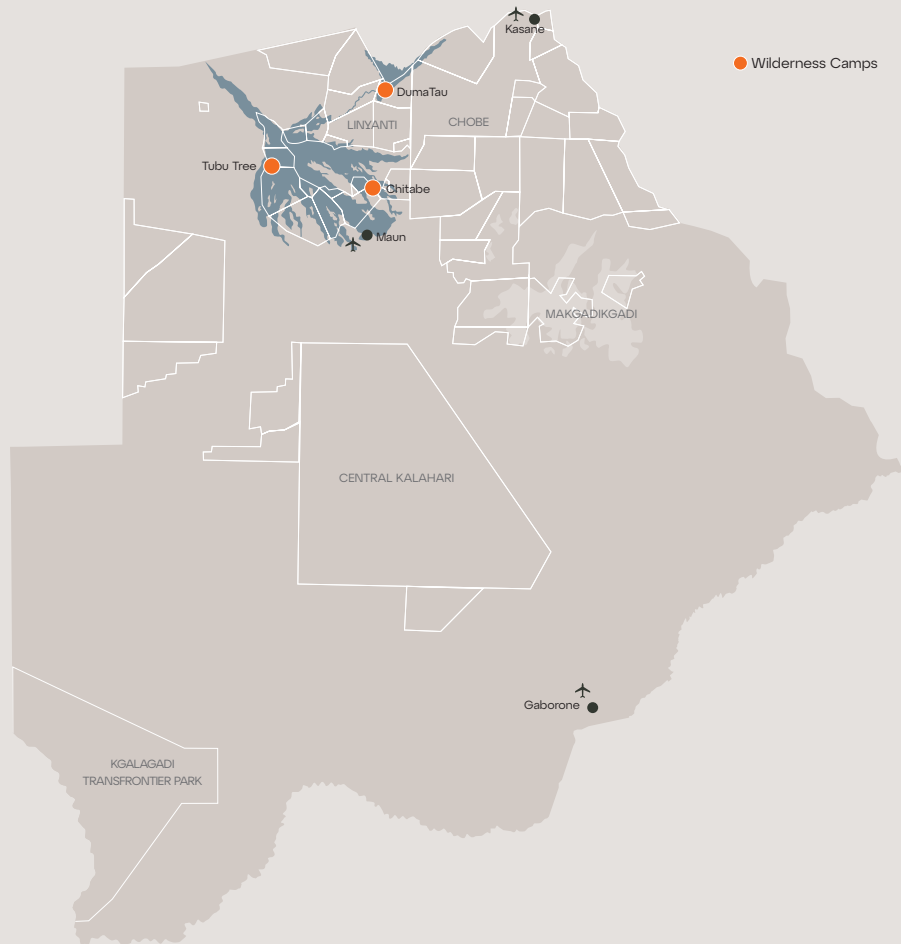 Kasane
Wilderness Camps
DumaTau
LINYANTI
CHOBE
Tubu Tree
Chitabe
Maun
MAKGADIKGADI
CENTRAL KALAHARI
Gaborone
KGALAGADI
TRANSFRONTIER PARK